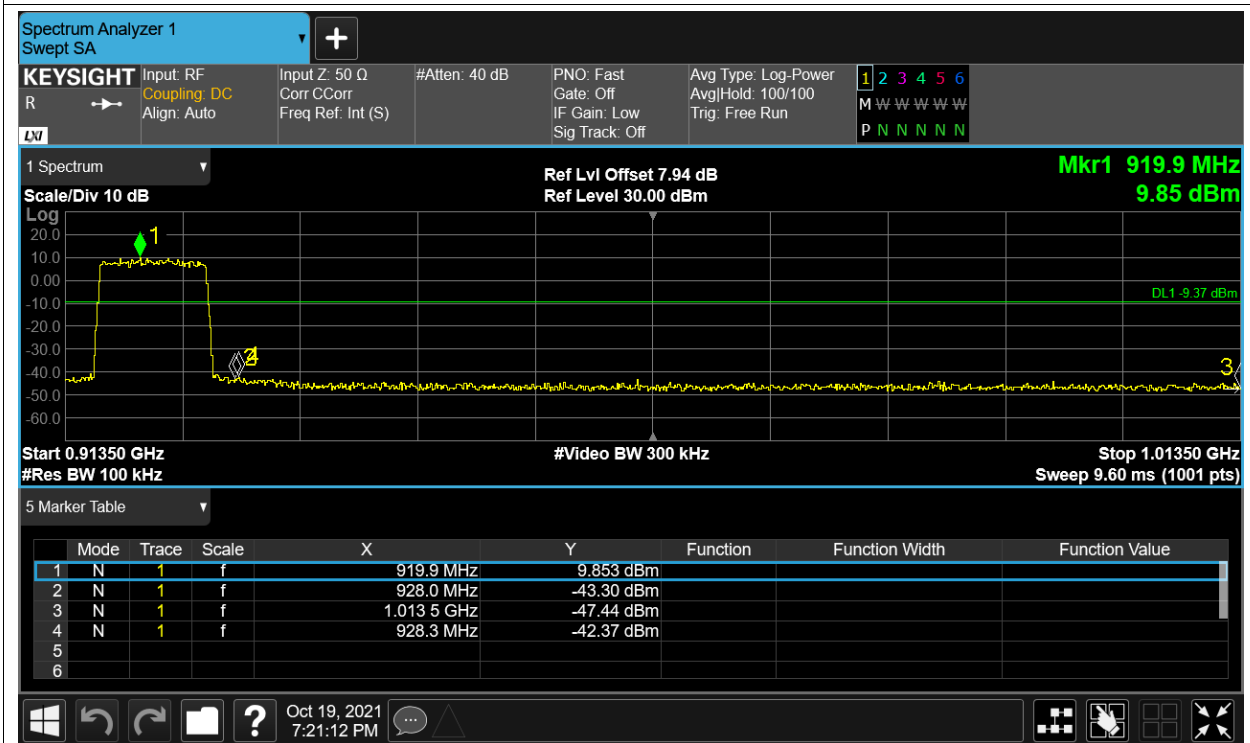 Spectrum Analyzer 1
Swept SA
KEYSIGHT
R
LXI
Input: RF
Coupling: DC
Align: Auto
Input Z: 50 Ω
Corr CCorr
Freq Ref: Int (S)
#Atten: 40 dB
PNO: Fast
Gate: Off
IF Gain: Low
Sig Track: Off
Avg Type: Log-Power
Avg|Hold: 100/100
Trig: Free Run
1 2 3 4 5 6
M W W W W W
P N N N N N
1 Spectrum
Scale/Div 10 dB
Ref Lvl Offset 7.94 dB
Ref Level 30.00 dBm
Mkr1 919.9 MHz
9.85 dBm
Log
20.0
10.0
0.00
-10.0
-20.0
-30.0
-40.0
-50.0
-60.0
1
DL1 -9.37 dBm
2 4
3
Start 0.91350 GHz
#Res BW 100 kHz
#Video BW 300 kHz
Stop 1.01350 GHz
Sweep 9.60 ms (1001 pts)
5 Marker Table
Mode Trace Scale X Y Function Function Width Function Value
1 N 1 f 919.9 MHz 9.853 dBm
2 N 1 f 928.0 MHz -43.30 dBm
3 N 1 f 1.013 5 GHz -47.44 dBm
4 N 1 f 928.3 MHz -42.37 dBm
5
6
?
Oct 19, 2021
7:21:12 PM